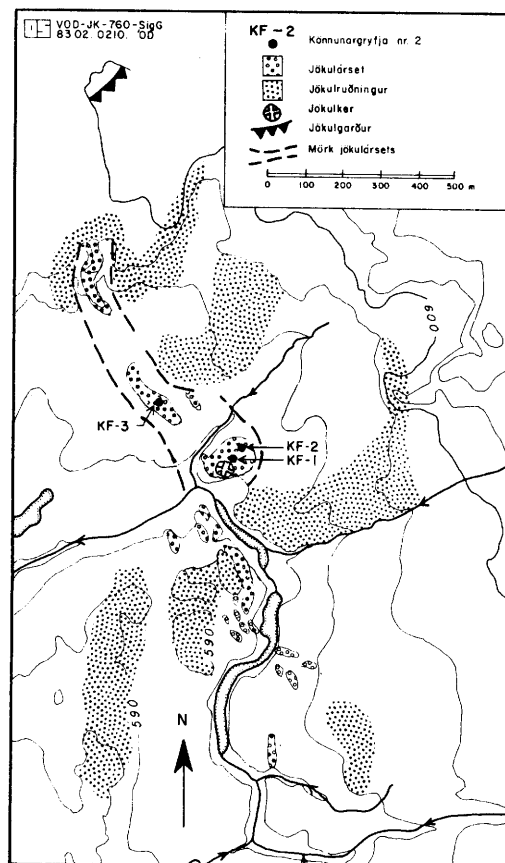 VOD-JK-760-SigG
83.02.0210. OD
KF-2
Könnunargryfja nr. 2
Jökulárset
Jökulruðningur
Jökulker
Jökulgarður
Mörk jökulársets
0 100 200 300 400 500 m
600
KF-3
KF-2
KF-1
590
590
N